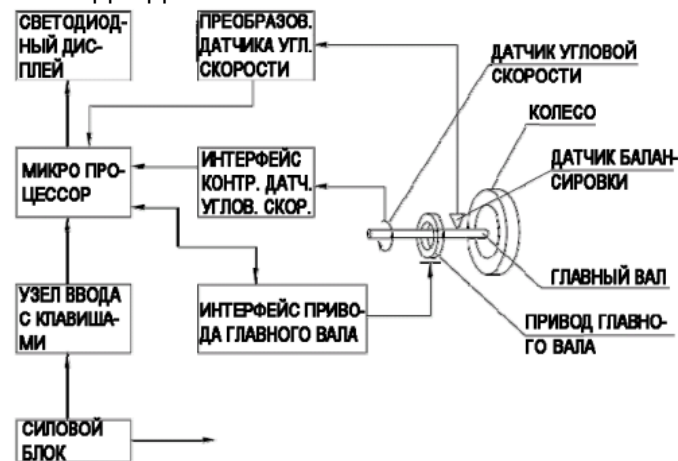 СВЕТОДИОД-
НЫЙ ДИС-
ПЛЕЙ
ПРЕОБРАЗОВ.
ДАТЧИКА УГЛ.
СКОРОСТИ
ДАТЧИК УГЛОВОЙ
СКОРОСТИ
КОЛЕСО
ДАТЧИК БАЛАН-
СИРОВКИ
МИКРО ПРО-
ЦЕССОР
ИНТЕРФЕЙС
КОНТР. ДАТЧ.
УГЛОВ. СКОР.
ГЛАВНЫЙ ВАЛ
УЗЕЛ ВВОДА
С КЛАВИША-
МИ
ИНТЕРФЕЙС ПРИВО-
ДА ГЛАВНОГО ВАЛА
ПРИВОД ГЛАВНО-
ГО ВАЛА
СИЛОВОЙ
БЛОК